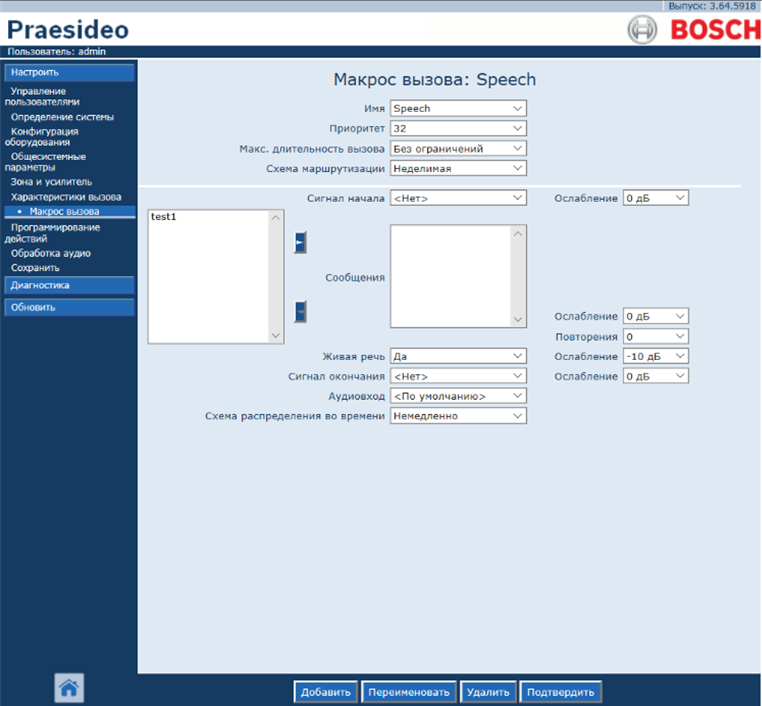 Выпуск: 3.64.5918
Praesideo
BOSCH
Пользователь: admin
Настроить
Управление
пользователями
Определение системы
Конфигурация
оборудования
Общесистемные
параметры
Зона и усилитель
Характеристики вызова
• Макрос вызова
Программирование
действий
Обработка аудио
Сохранить
Диагностика
Обновить
Макрос вызова: Speech
Имя Speech
Приоритет 32
Макс. длительность вызова Без ограничений
Схема маршрутизации Неделимая
Сигнал начала <Нет> Ослабление 0 дБ
test1
Сообщения
Ослабление 0 дБ
Повторения 0
Живая речь Да Ослабление -10 дБ
Сигнал окончания <Нет> Ослабление 0 дБ
Аудиовход <По умолчанию>
Схема распределения во времени Немедленно
Добавить Переименовать Удалить Подтвердить